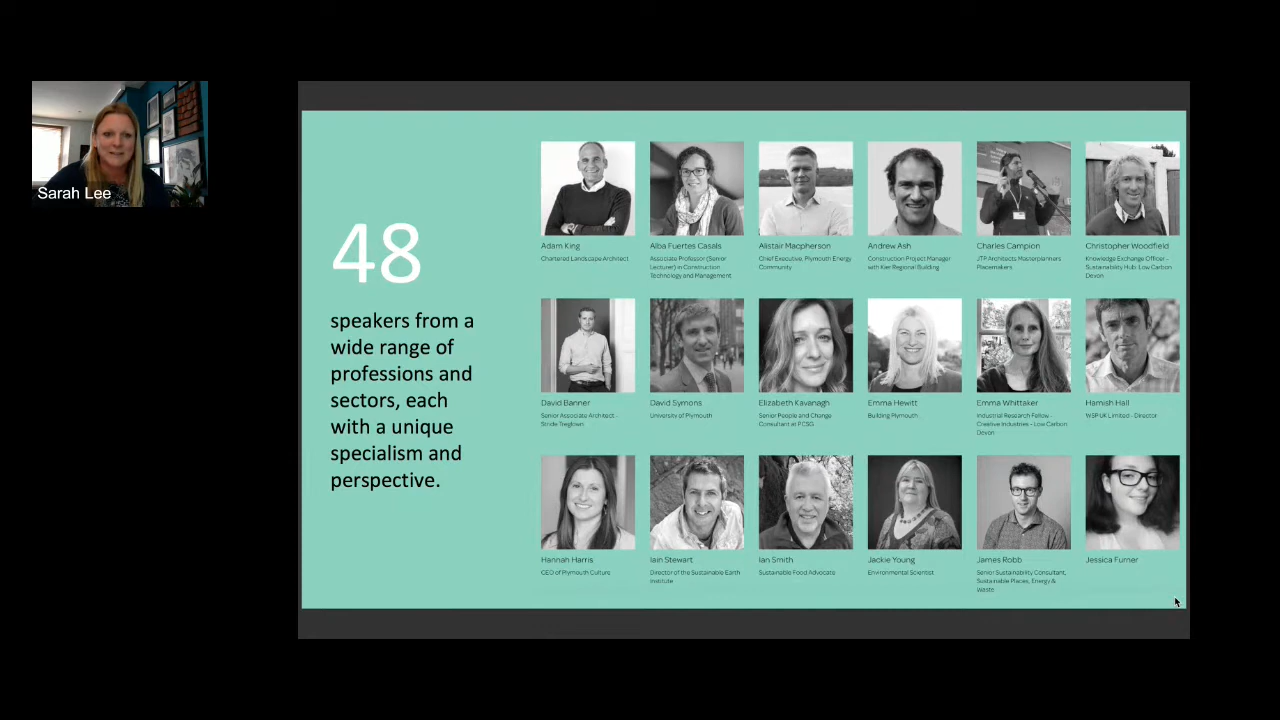 Sarah Lee
48
speakers from a
wide range of
professions and
sectors, each
with a unique
specialism and
perspective.
Adam King
Chartered Landscape Architect
Alba Fuertes Casals
Associate Professor (Senior
Lecturer) in Construction
Technology and Management
Alistair Macpherson
Chief Executive, Plymouth Energy
Community
Andrew Ash
Construction Project Manager
with Kier Regional Building
Charles Campion
JTP Architects Masterplanners
Placemakers
Christopher Woodfield
Knowledge Exchange Officer -
Sustainability Hub: Low Carbon
Devon
David Banner
Senior Associate Architect -
Stride Treglown
David Symons
University of Plymouth
Elizabeth Kavanagh
Senior People and Change
Consultant at PCSG
Emma Hewitt
Building Plymouth
Emma Whittaker
Industrial Research Fellow -
Creative Industries - Low Carbon
Devon
Hamish Hall
WSP UK Limited - Director
Hannah Harris
CEO of Plymouth Culture
Iain Stewart
Director of the Sustainable Earth
Institute
Ian Smith
Sustainable Food Advocate
Jackie Young
Environmental Scientist
James Robb
Senior Sustainability Consultant,
Sustainable Places, Energy &
Waste
Jessica Furner